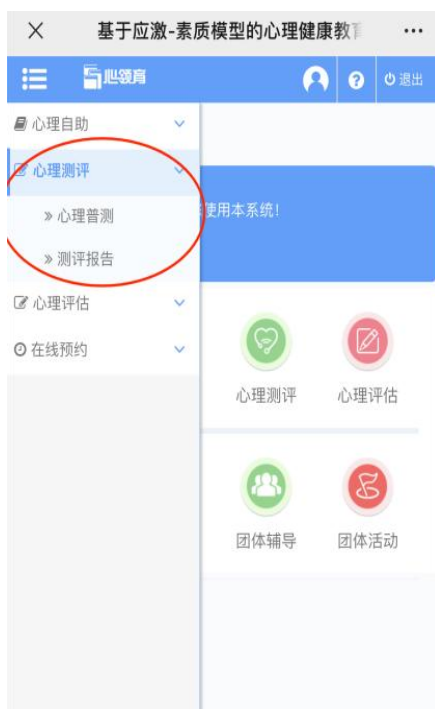 基于应激-素质模型的心理健康教育
心领育
退出
心理自助
心理测评
» 心理普测
使用本系统！
» 测评报告
心理评估
在线预约
心理测评
心理评估
团体辅导
团体活动